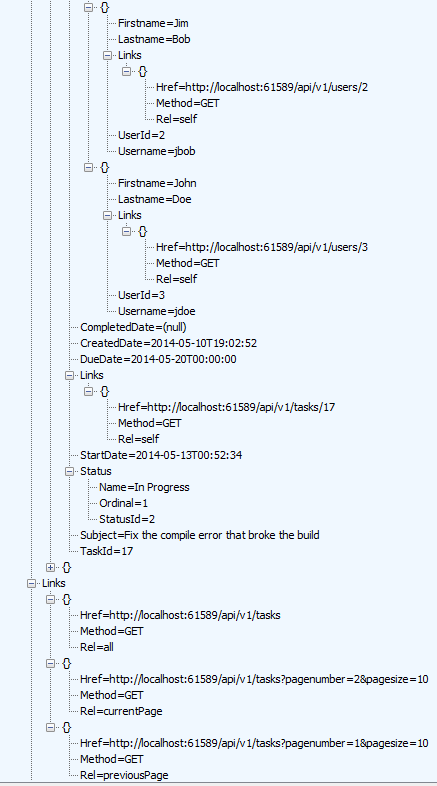 {}
Firstname=Jim
Lastname=Bob
Links
{}
Href=http://localhost:61589/api/v1/users/2
Method=GET
Rel=self
UserId=2
Username=jbob
{}
Firstname=John
Lastname=Doe
Links
{}
Href=http://localhost:61589/api/v1/users/3
Method=GET
Rel=self
UserId=3
Username=jdoe
CompletedDate=(null)
CreatedDate=2014-05-10T19:02:52
DueDate=2014-05-20T00:00:00
Links
{}
Href=http://localhost:61589/api/v1/tasks/17
Method=GET
Rel=self
StartDate=2014-05-13T00:52:34
Status
Name=In Progress
Ordinal=1
StatusId=2
Subject=Fix the compile error that broke the build
TaskId=17
{}
Links
{}
Href=http://localhost:61589/api/v1/tasks
Method=GET
Rel=all
{}
Href=http://localhost:61589/api/v1/tasks?pagenumber=2&pagesize=10
Method=GET
Rel=currentPage
{}
Href=http://localhost:61589/api/v1/tasks?pagenumber=1&pagesize=10
Method=GET
Rel=previousPage